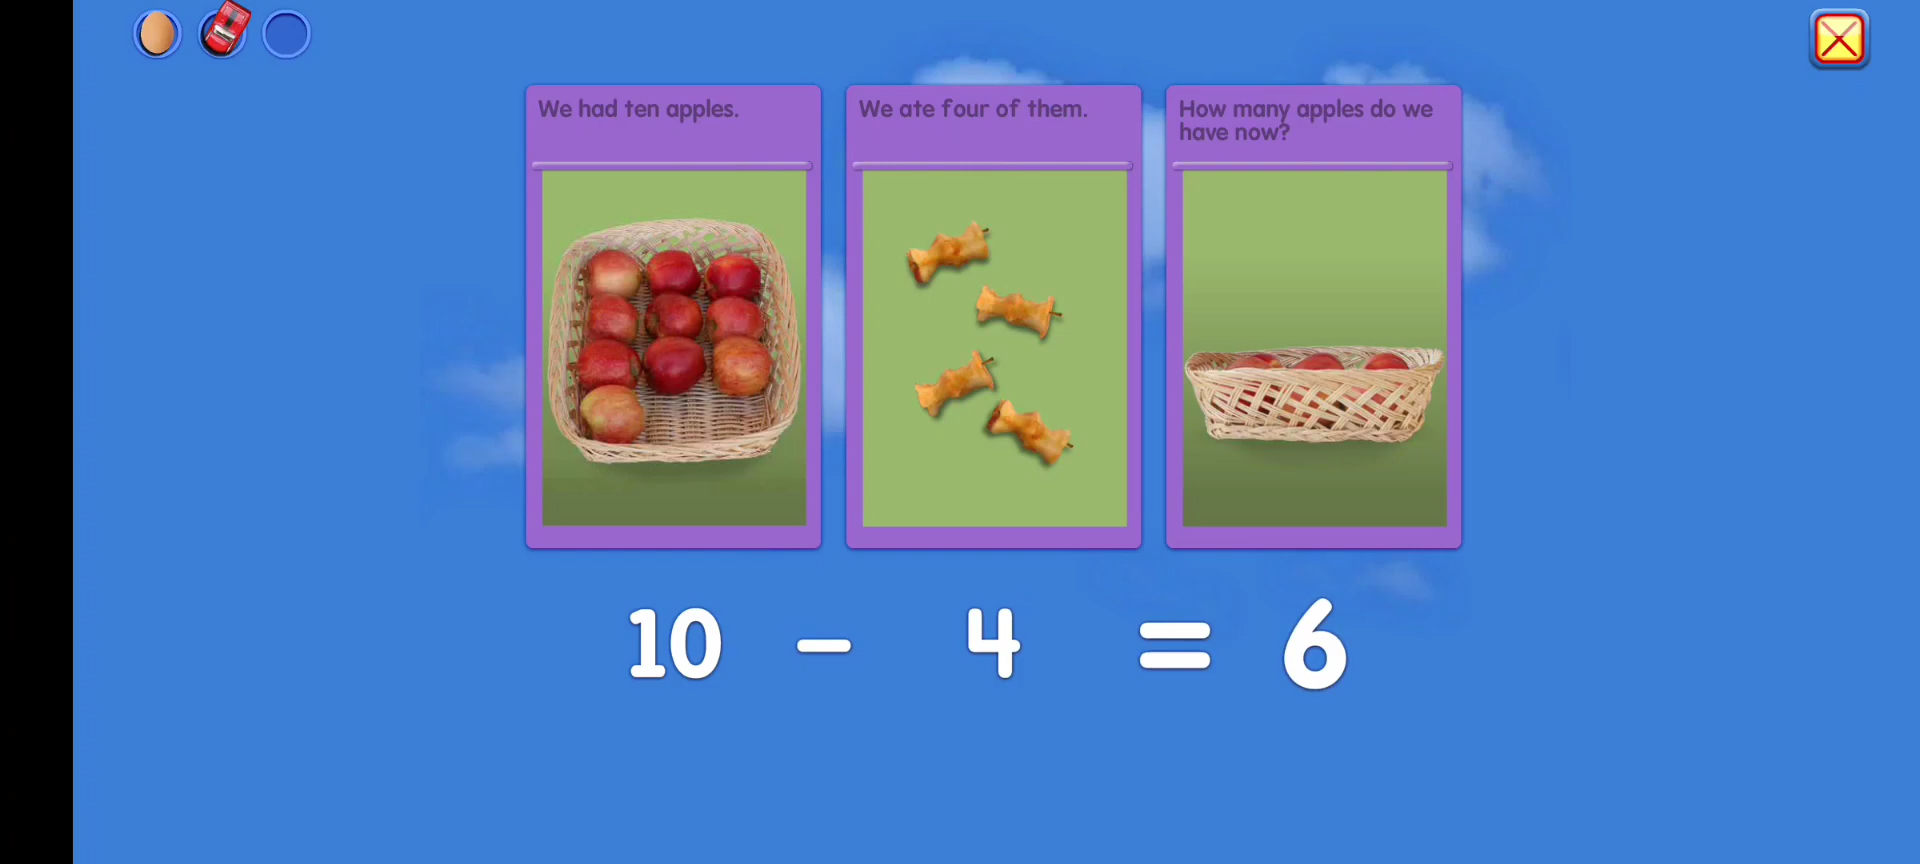 We had ten apples.
We ate four of them.
How many apples do we
have now?
10 − 4 = 6